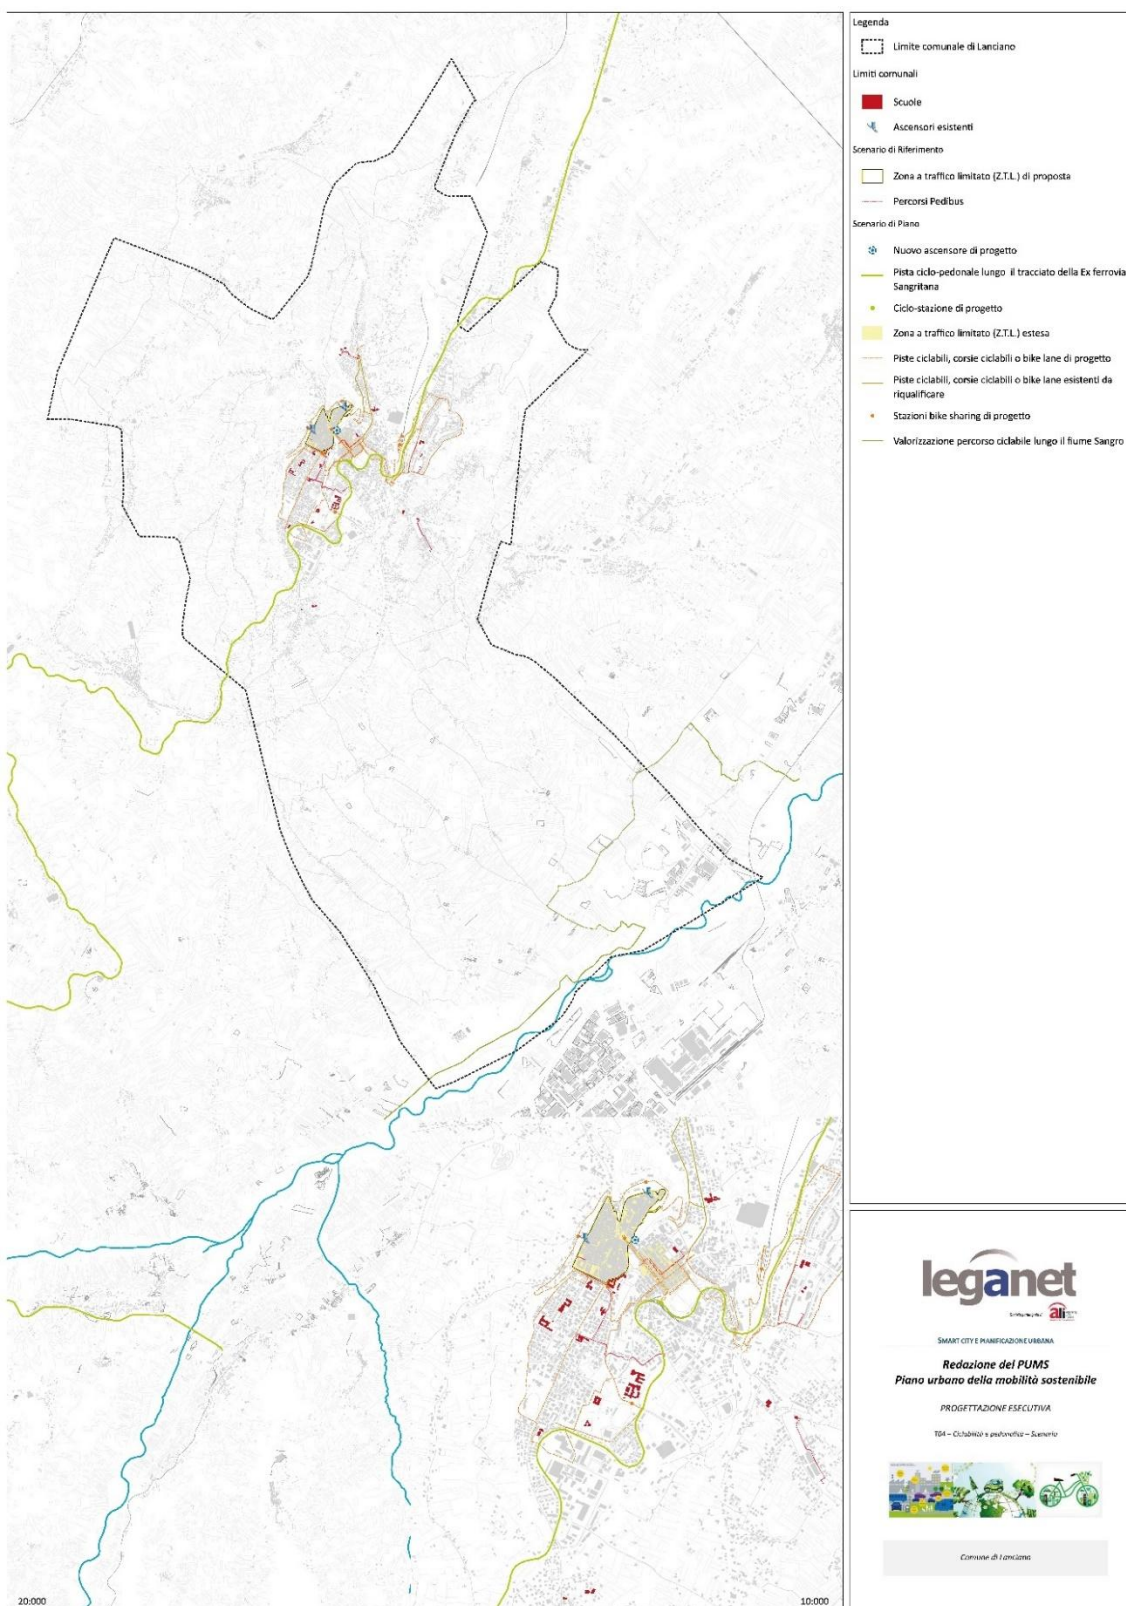 Legenda
Limite comunale di Lanciano
Limiti comunali
Scuole
Ascensori esistenti
Scenario di Riferimento
Zona a traffico limitato (Z.T.L.) di proposta
Percorsi Pedibus
Scenario di Piano
Nuovo ascensore di progetto
Pista ciclo-pedonale lungo il tracciato della Ex ferrovia
Sangritana
Ciclo-stazione di progetto
Zona a traffico limitato (Z.T.L.) estesa
Piste ciclabili, corsie ciclabili o bike lane di progetto
Piste ciclabili, corsie ciclabili o bike lane esistenti da
riqualificare
Stazioni bike sharing di progetto
Valorizzazione percorso ciclabile lungo il fiume Sangro
leganet
ali
SMART CITY E PIANIFICAZIONE URBANA
Redazione del PUMS
Piano urbano della mobilità sostenibile
PROGETTAZIONE ESECUTIVA
T04 – Ciclabilità e pedonalità – Scenario
Comune di Lanciano
20:000
10:000